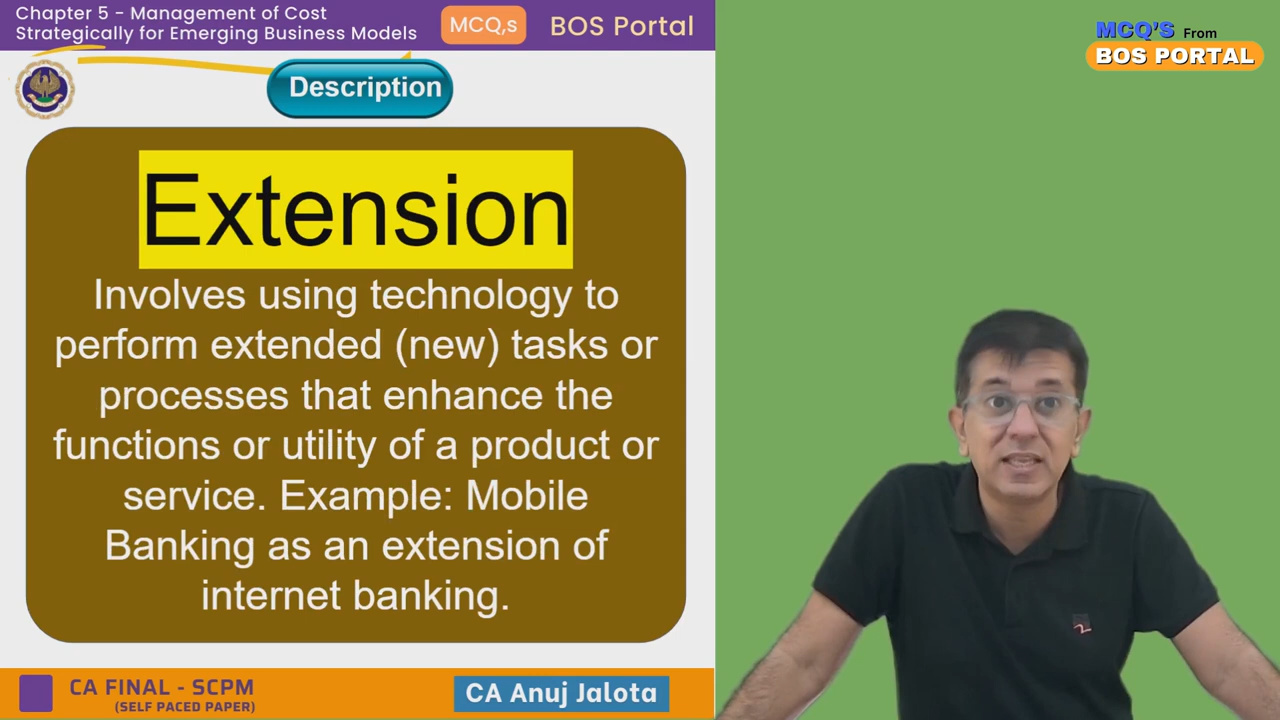 Chapter 5 - Management of Cost
Strategically for Emerging Business Models
MCQ,s
BOS Portal
MCQ'S From
BOS PORTAL
Description
Extension
Involves using technology to
perform extended (new) tasks or
processes that enhance the
functions or utility of a product or
service. Example: Mobile
Banking as an extension of
internet banking.
CA FINAL - SCPM
(SELF PACED PAPER)
CA Anuj Jalota